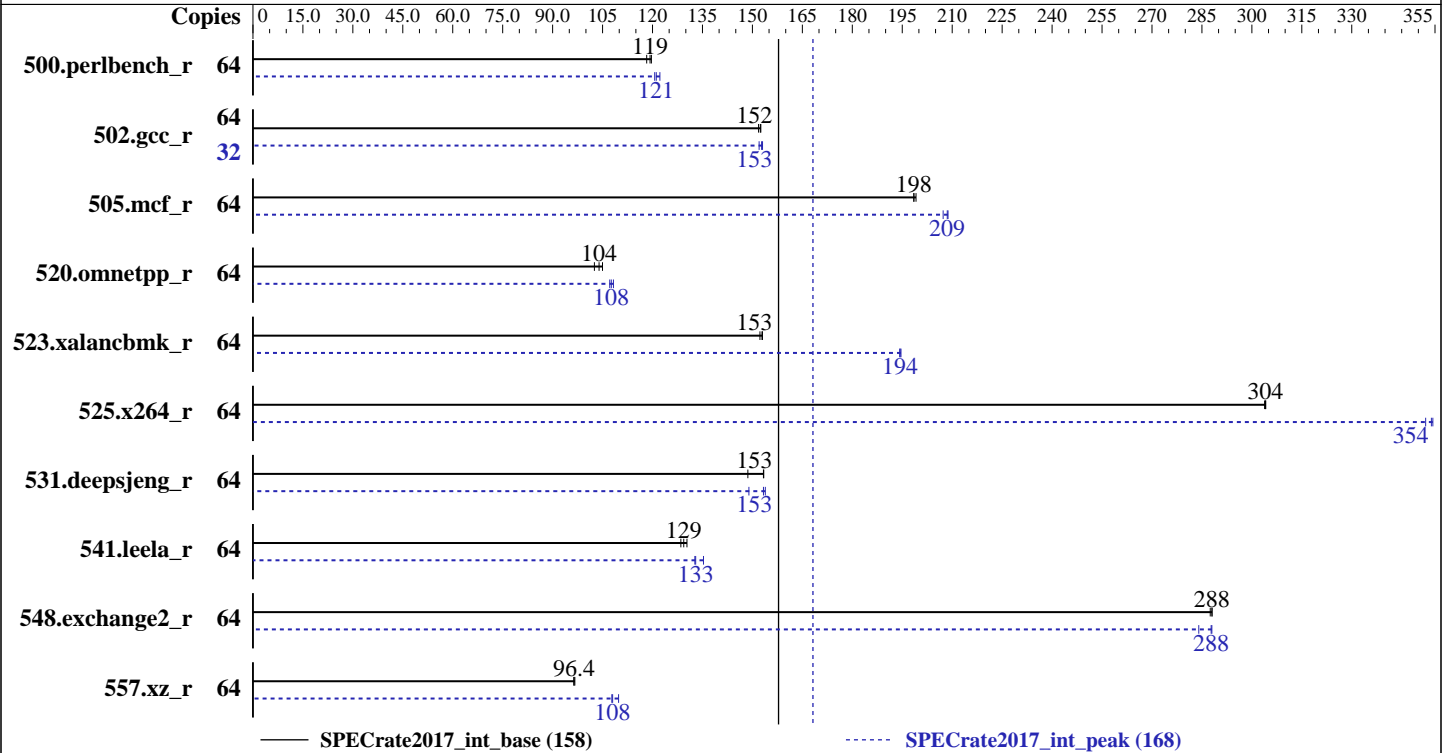 Copies 0 15.0 30.0 45.0 60.0 75.0 90.0 105 120 135 150 165 180 195 210 225 240 255 270 285 300 315 330 355
119
500.perlbench_r 64
121
64 152
502.gcc_r
32 153
198
505.mcf_r 64
209
104
520.omnetpp_r 64
108
153
523.xalancbmk_r 64
194
304
525.x264_r 64
354
153
531.deepsjeng_r 64
153
129
541.leela_r 64
133
288
548.exchange2_r 64
288
96.4
557.xz_r 64
108
SPECrate2017_int_base (158) SPECrate2017_int_peak (168)